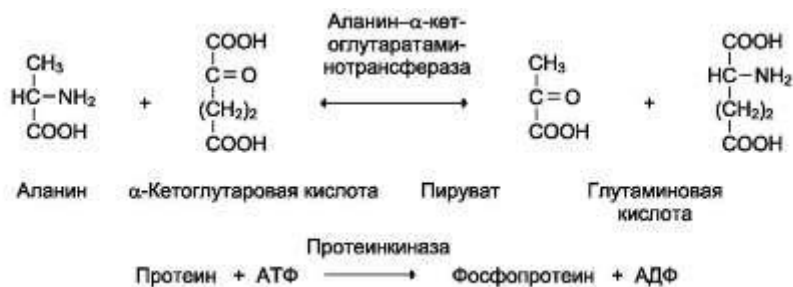 Аланин–α-кет-
оглутаратами-
нотрансфераза
CH₃
HC–NH₂
COOH
+
COOH
C=O
(CH₂)₂
COOH
CH₃
C=O
COOH
+
COOH
HC–NH₂
(CH₂)₂
COOH
Аланин α-Кетоглутаровая кислота Пируват Глутаминовая
кислота
Протеинкиназа
Протеин + АТФ ⟶ Фосфопротеин + АДФ